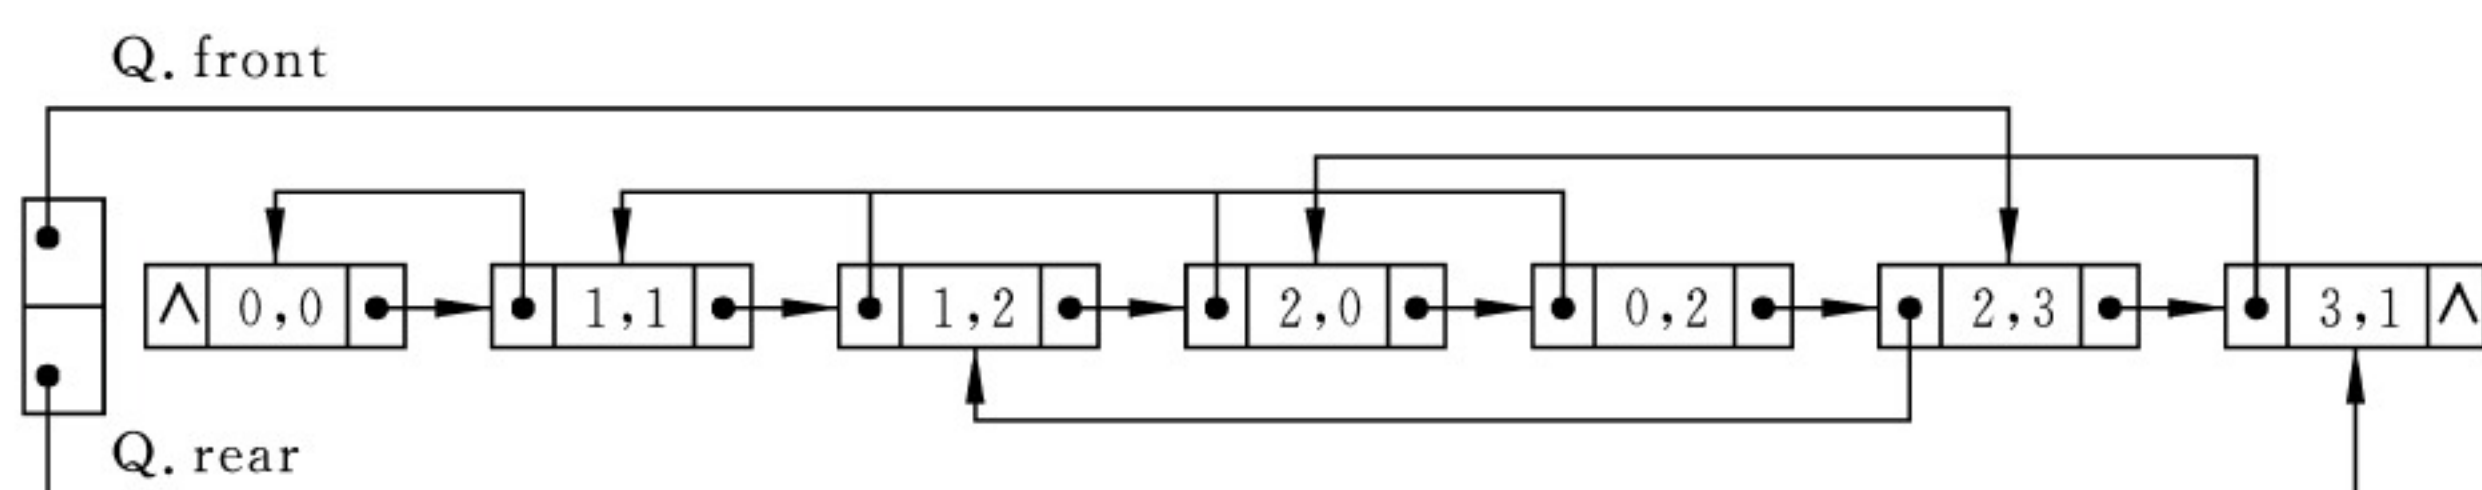 Q. front
∧ 0,0 1,1 1,2 2,0 0,2 2,3 3,1 ∧
Q. rear